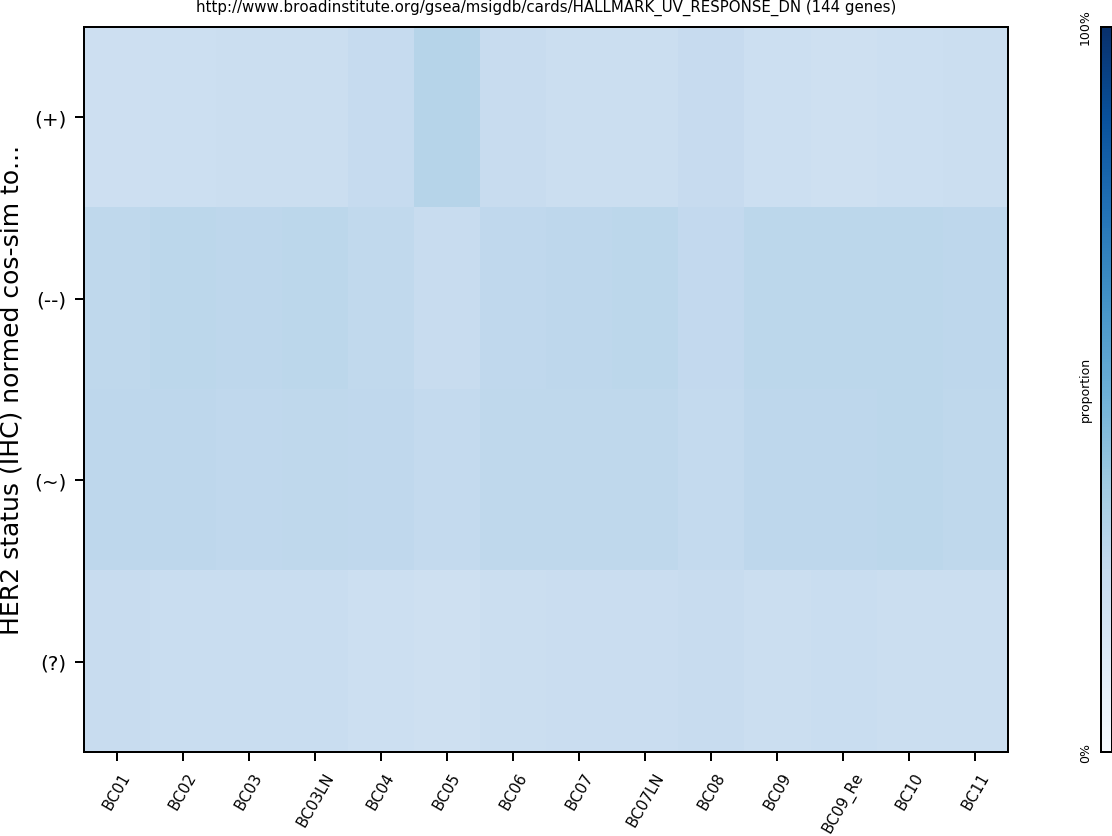 http://www.broadinstitute.org/gsea/msigdb/cards/HALLMARK_UV_RESPONSE_DN (144 genes)
HER2 status (IHC) normed cos-sim to...
(+)
(--)
(~)
(?)
BC01
BC02
BC03
BC03LN
BC04
BC05
BC06
BC07
BC07LN
BC08
BC09
BC09_Re
BC10
BC11
100%
proportion
0%